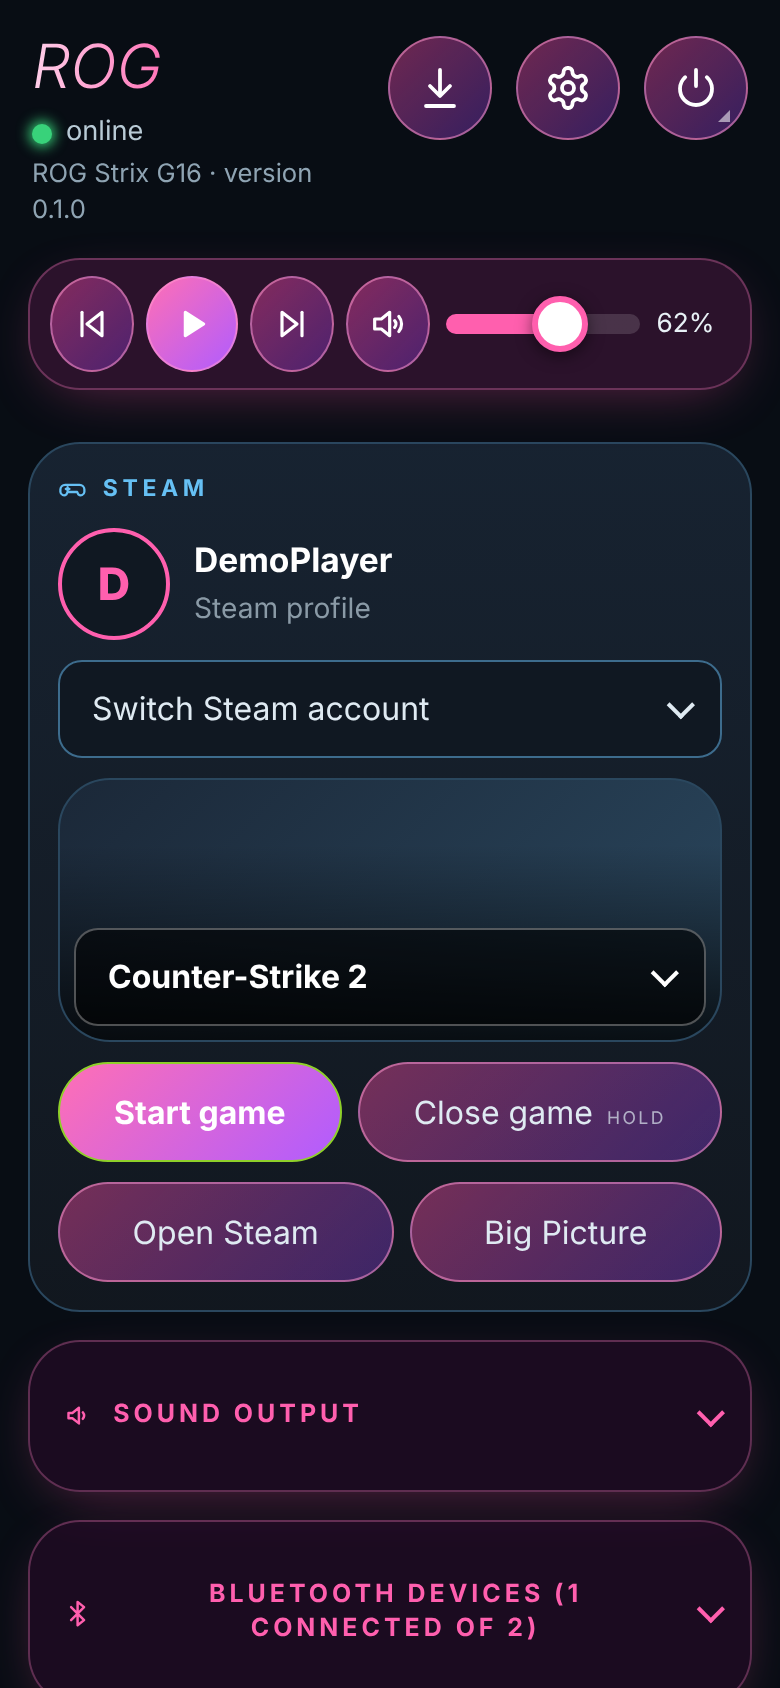 ROG
online
ROG Strix G16 · version
0.1.0
62%
STEAM
D
DemoPlayer
Steam profile
Switch Steam account
Counter-Strike 2
Start game
Close game HOLD
Open Steam
Big Picture
SOUND OUTPUT
BLUETOOTH DEVICES (1
CONNECTED OF 2)